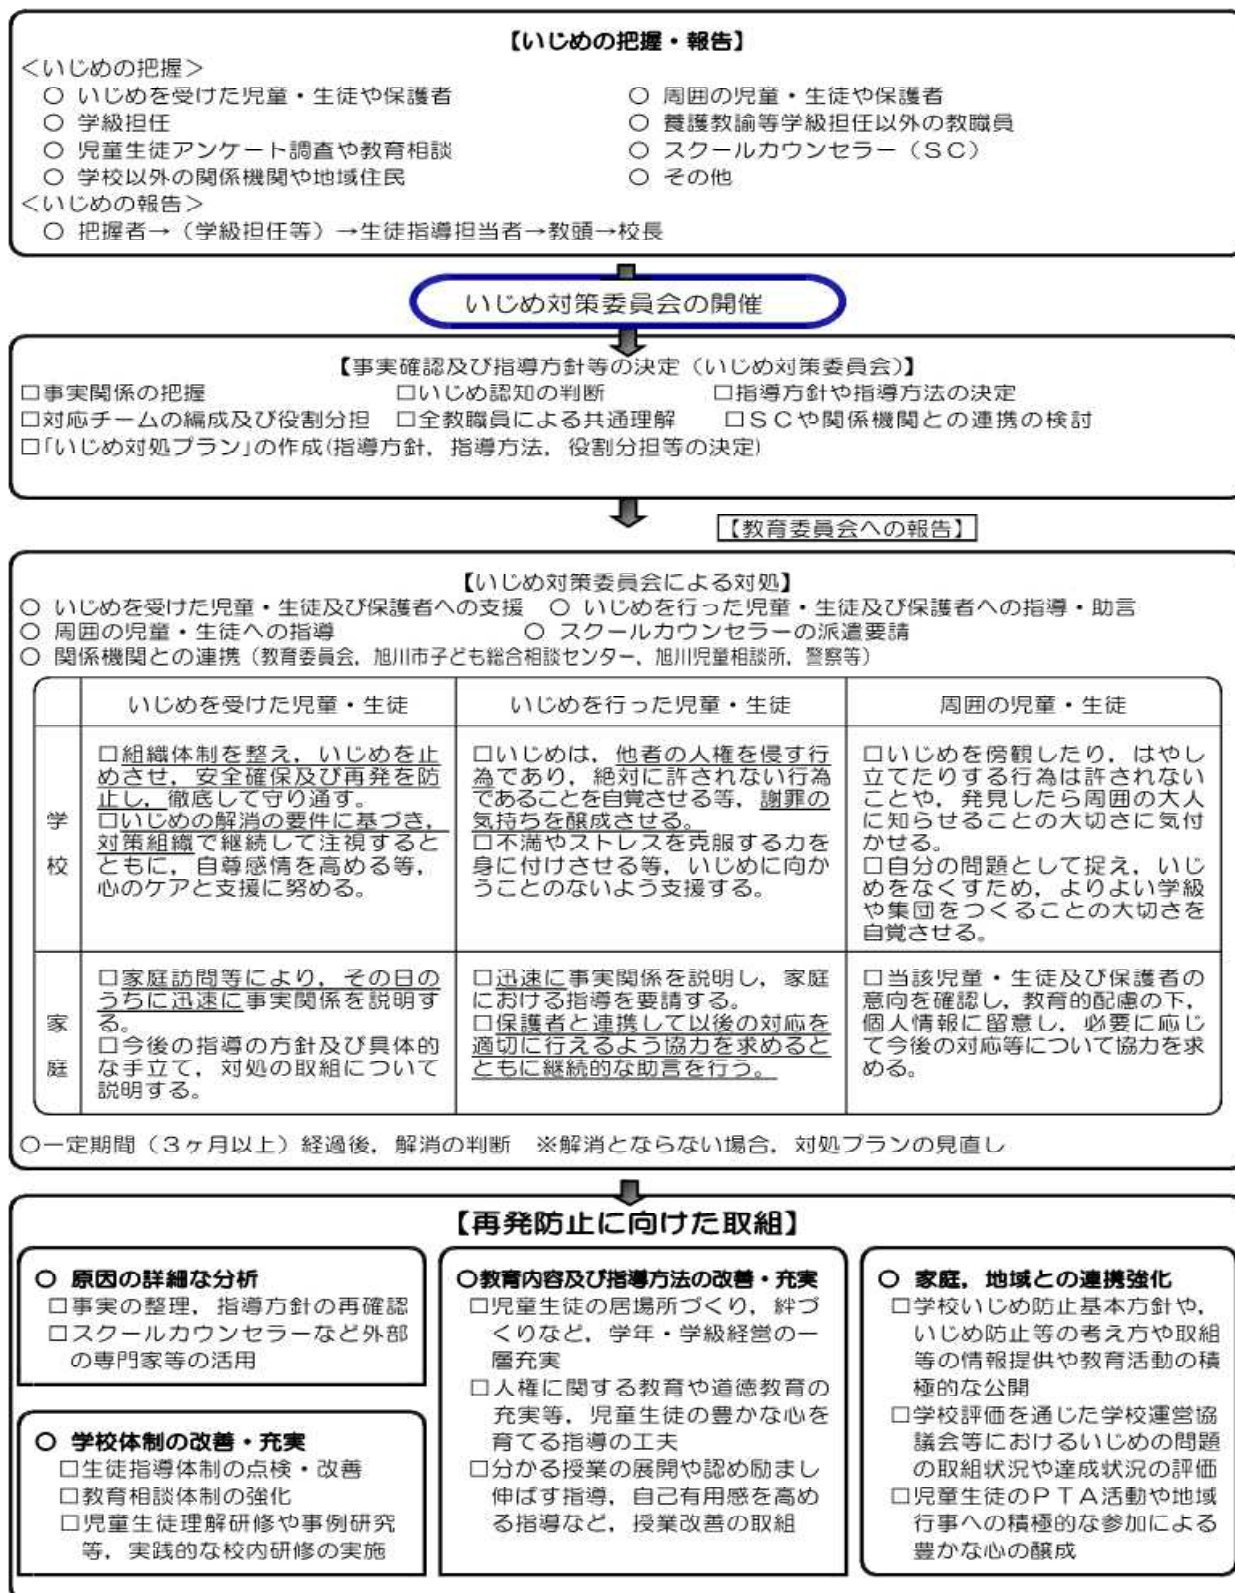 【いじめの把握・報告】
＜いじめの把握＞
○ いじめを受けた児童・生徒や保護者　○ 周囲の児童・生徒や保護者
○ 学級担任　○ 養護教諭等学級担任以外の教職員
○ 児童生徒アンケート調査や教育相談　○ スクールカウンセラー（ＳＣ）
○ 学校以外の関係機関や地域住民　○ その他
＜いじめの報告＞
○ 把握者→（学級担任等）→生徒指導担当者→教頭→校長
いじめ対策委員会の開催
【事実確認及び指導方針等の決定（いじめ対策委員会）】
□事実関係の把握　□いじめ認知の判断　□指導方針や指導方法の決定
□対応チームの編成及び役割分担　□全教職員による共通理解　□ＳＣや関係機関との連携の検討
□「いじめ対処プラン」の作成(指導方針，指導方法，役割分担等の決定)
【教育委員会への報告】
【いじめ対策委員会による対処】
○ いじめを受けた児童・生徒及び保護者への支援　○ いじめを行った児童・生徒及び保護者への指導・助言
○ 周囲の児童・生徒への指導　○ スクールカウンセラーの派遣要請
○ 関係機関との連携（教育委員会，旭川市子ども総合相談センター，旭川児童相談所，警察等）
いじめを受けた児童・生徒　いじめを行った児童・生徒　周囲の児童・生徒
学校
□組織体制を整え，いじめを止
めさせ，安全確保及び再発を防
止し，徹底して守り通す。
□いじめの解消の要件に基づき，
対策組織で継続して注視すると
ともに，自尊感情を高める等，
心のケアと支援に努める。
□いじめは，他者の人権を侵す行
為であり，絶対に許されない行為
であることを自覚させる等，謝罪の
気持ちを醸成させる。
□不満やストレスを克服する力を
身に付けさせる等，いじめに向か
うことのないよう支援する。
□いじめを傍観したり，はやし
立てたりする行為は許されない
ことや，発見したら周囲の大人
に知らせることの大切さに気付
かせる。
□自分の問題として捉え，いじ
めをなくすため，よりよい学級
や集団をつくることの大切さを
自覚させる。
家庭
□家庭訪問等により，その日の
うちに迅速に事実関係を説明す
る。
□今後の指導の方針及び具体的
な手立て，対処の取組について
説明する。
□迅速に事実関係を説明し，家庭
における指導を要請する。
□保護者と連携して以後の対応を
適切に行えるよう協力を求めると
ともに継続的な助言を行う。
□当該児童・生徒及び保護者の
意向を確認し，教育的配慮の下，
個人情報に留意し，必要に応じ
て今後の対応等について協力を求
める。
○一定期間（３ヶ月以上）経過後，解消の判断　※解消とならない場合，対処プランの見直し
【再発防止に向けた取組】
○ 原因の詳細な分析
□事実の整理，指導方針の再確認
□スクールカウンセラーなど外部
の専門家等の活用
○ 学校体制の改善・充実
□生徒指導体制の点検・改善
□教育相談体制の強化
□児童生徒理解研修や事例研究
等，実践的な校内研修の実施
○教育内容及び指導方法の改善・充実
□児童生徒の居場所づくり，絆づ
くりなど，学年・学級経営の一
層充実
□人権に関する教育や道徳教育の
充実等，児童生徒の豊かな心を
育てる指導の工夫
□分かる授業の展開や認め励まし
伸ばす指導，自己有用感を高め
る指導など，授業改善の取組
○ 家庭，地域との連携強化
□学校いじめ防止基本方針や，
いじめ防止等の考え方や取組
等の情報提供や教育活動の積
極的な公開
□学校評価を通じた学校運営協
議会等におけるいじめの問題
の取組状況や達成状況の評価
□児童生徒のＰＴＡ活動や地域
行事への積極的な参加による
豊かな心の醸成